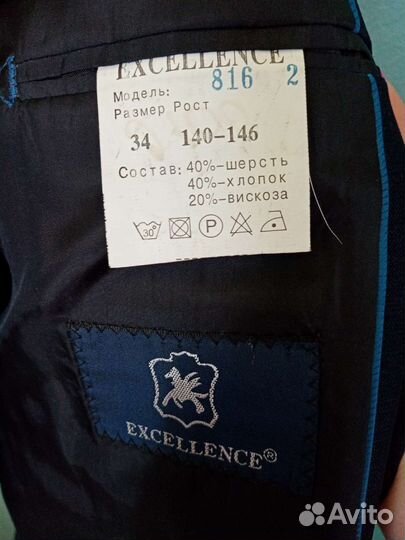 EXCELLENCE
Модель: 816 2
Размер Рост
34 140-146
Состав: 40%-шерсть
40%-хлопок
20%-вискоза
30°
P
EXCELLENCE®
Avito